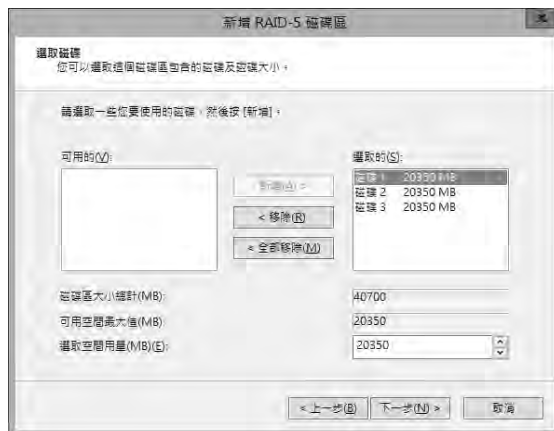 新增 RAID-5 磁碟區
選取磁碟
您可以選取這個磁碟區包含的磁碟及磁碟大小。
請選取一些您要使用的磁碟，然後按 [新增]。
可用的(V):
選取的(S):
新增(A) >
< 移除(R)
< 全部移除(M)
磁碟 1 20350 MB
磁碟 2 20350 MB
磁碟 3 20350 MB
磁碟區大小總計(MB): 40700
可用空間最大值(MB): 20350
選取空間用量(MB)(E): 20350
< 上一步(B)
下一步(N) >
取消